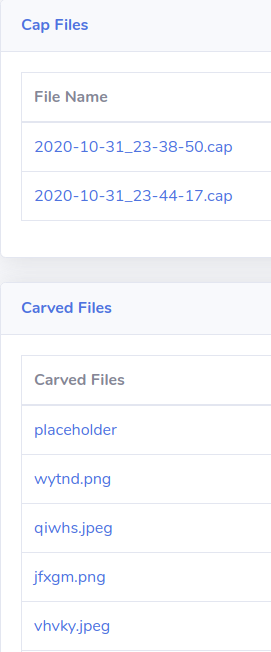 Cap Files
File Name
2020-10-31_23-38-50.cap
2020-10-31_23-44-17.cap
Carved Files
Carved Files
placeholder
wytnd.png
qiwhs.jpeg
jfxgm.png
vhvky.jpeg